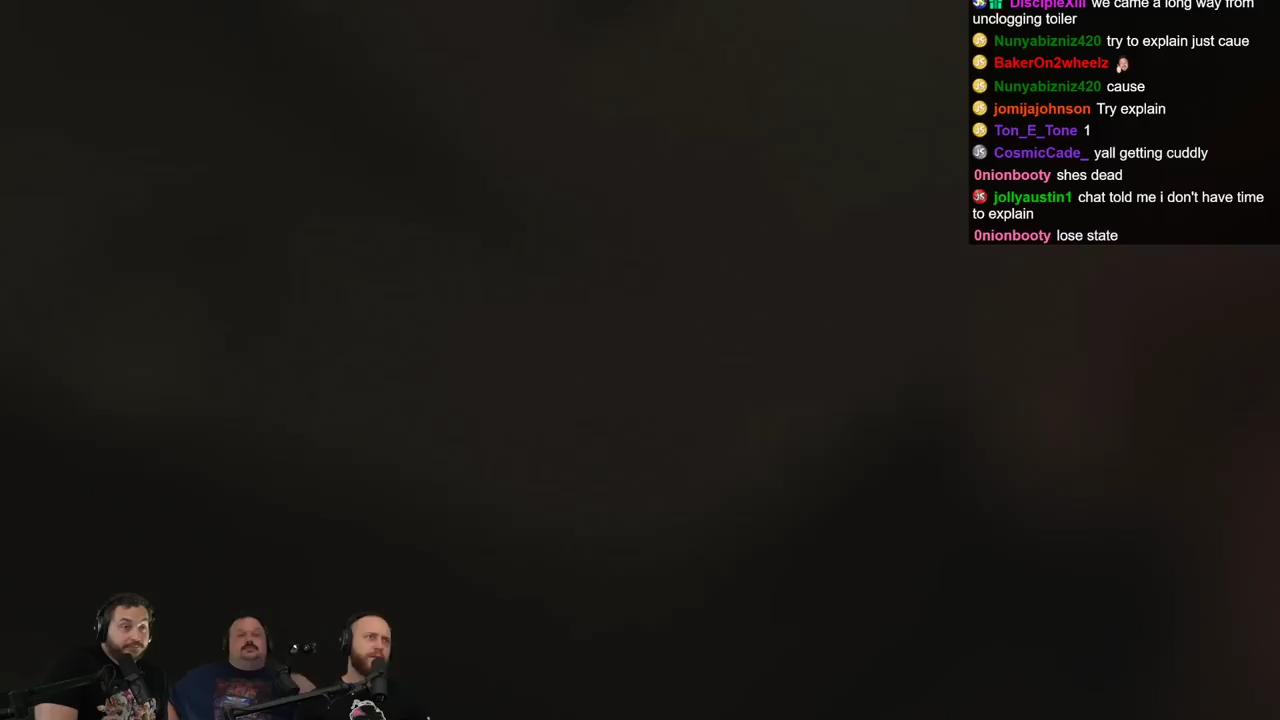 DiscipleXIII we came a long way from
unclogging toiler
Nunyabizniz420 try to explain just caue
BakerOn2wheelz
Nunyabizniz420 cause
jomijajohnson Try explain
Ton_E_Tone 1
CosmicCade_ yall getting cuddly
0nionbooty shes dead
jollyaustin1 chat told me i don't have time
to explain
0nionbooty lose state